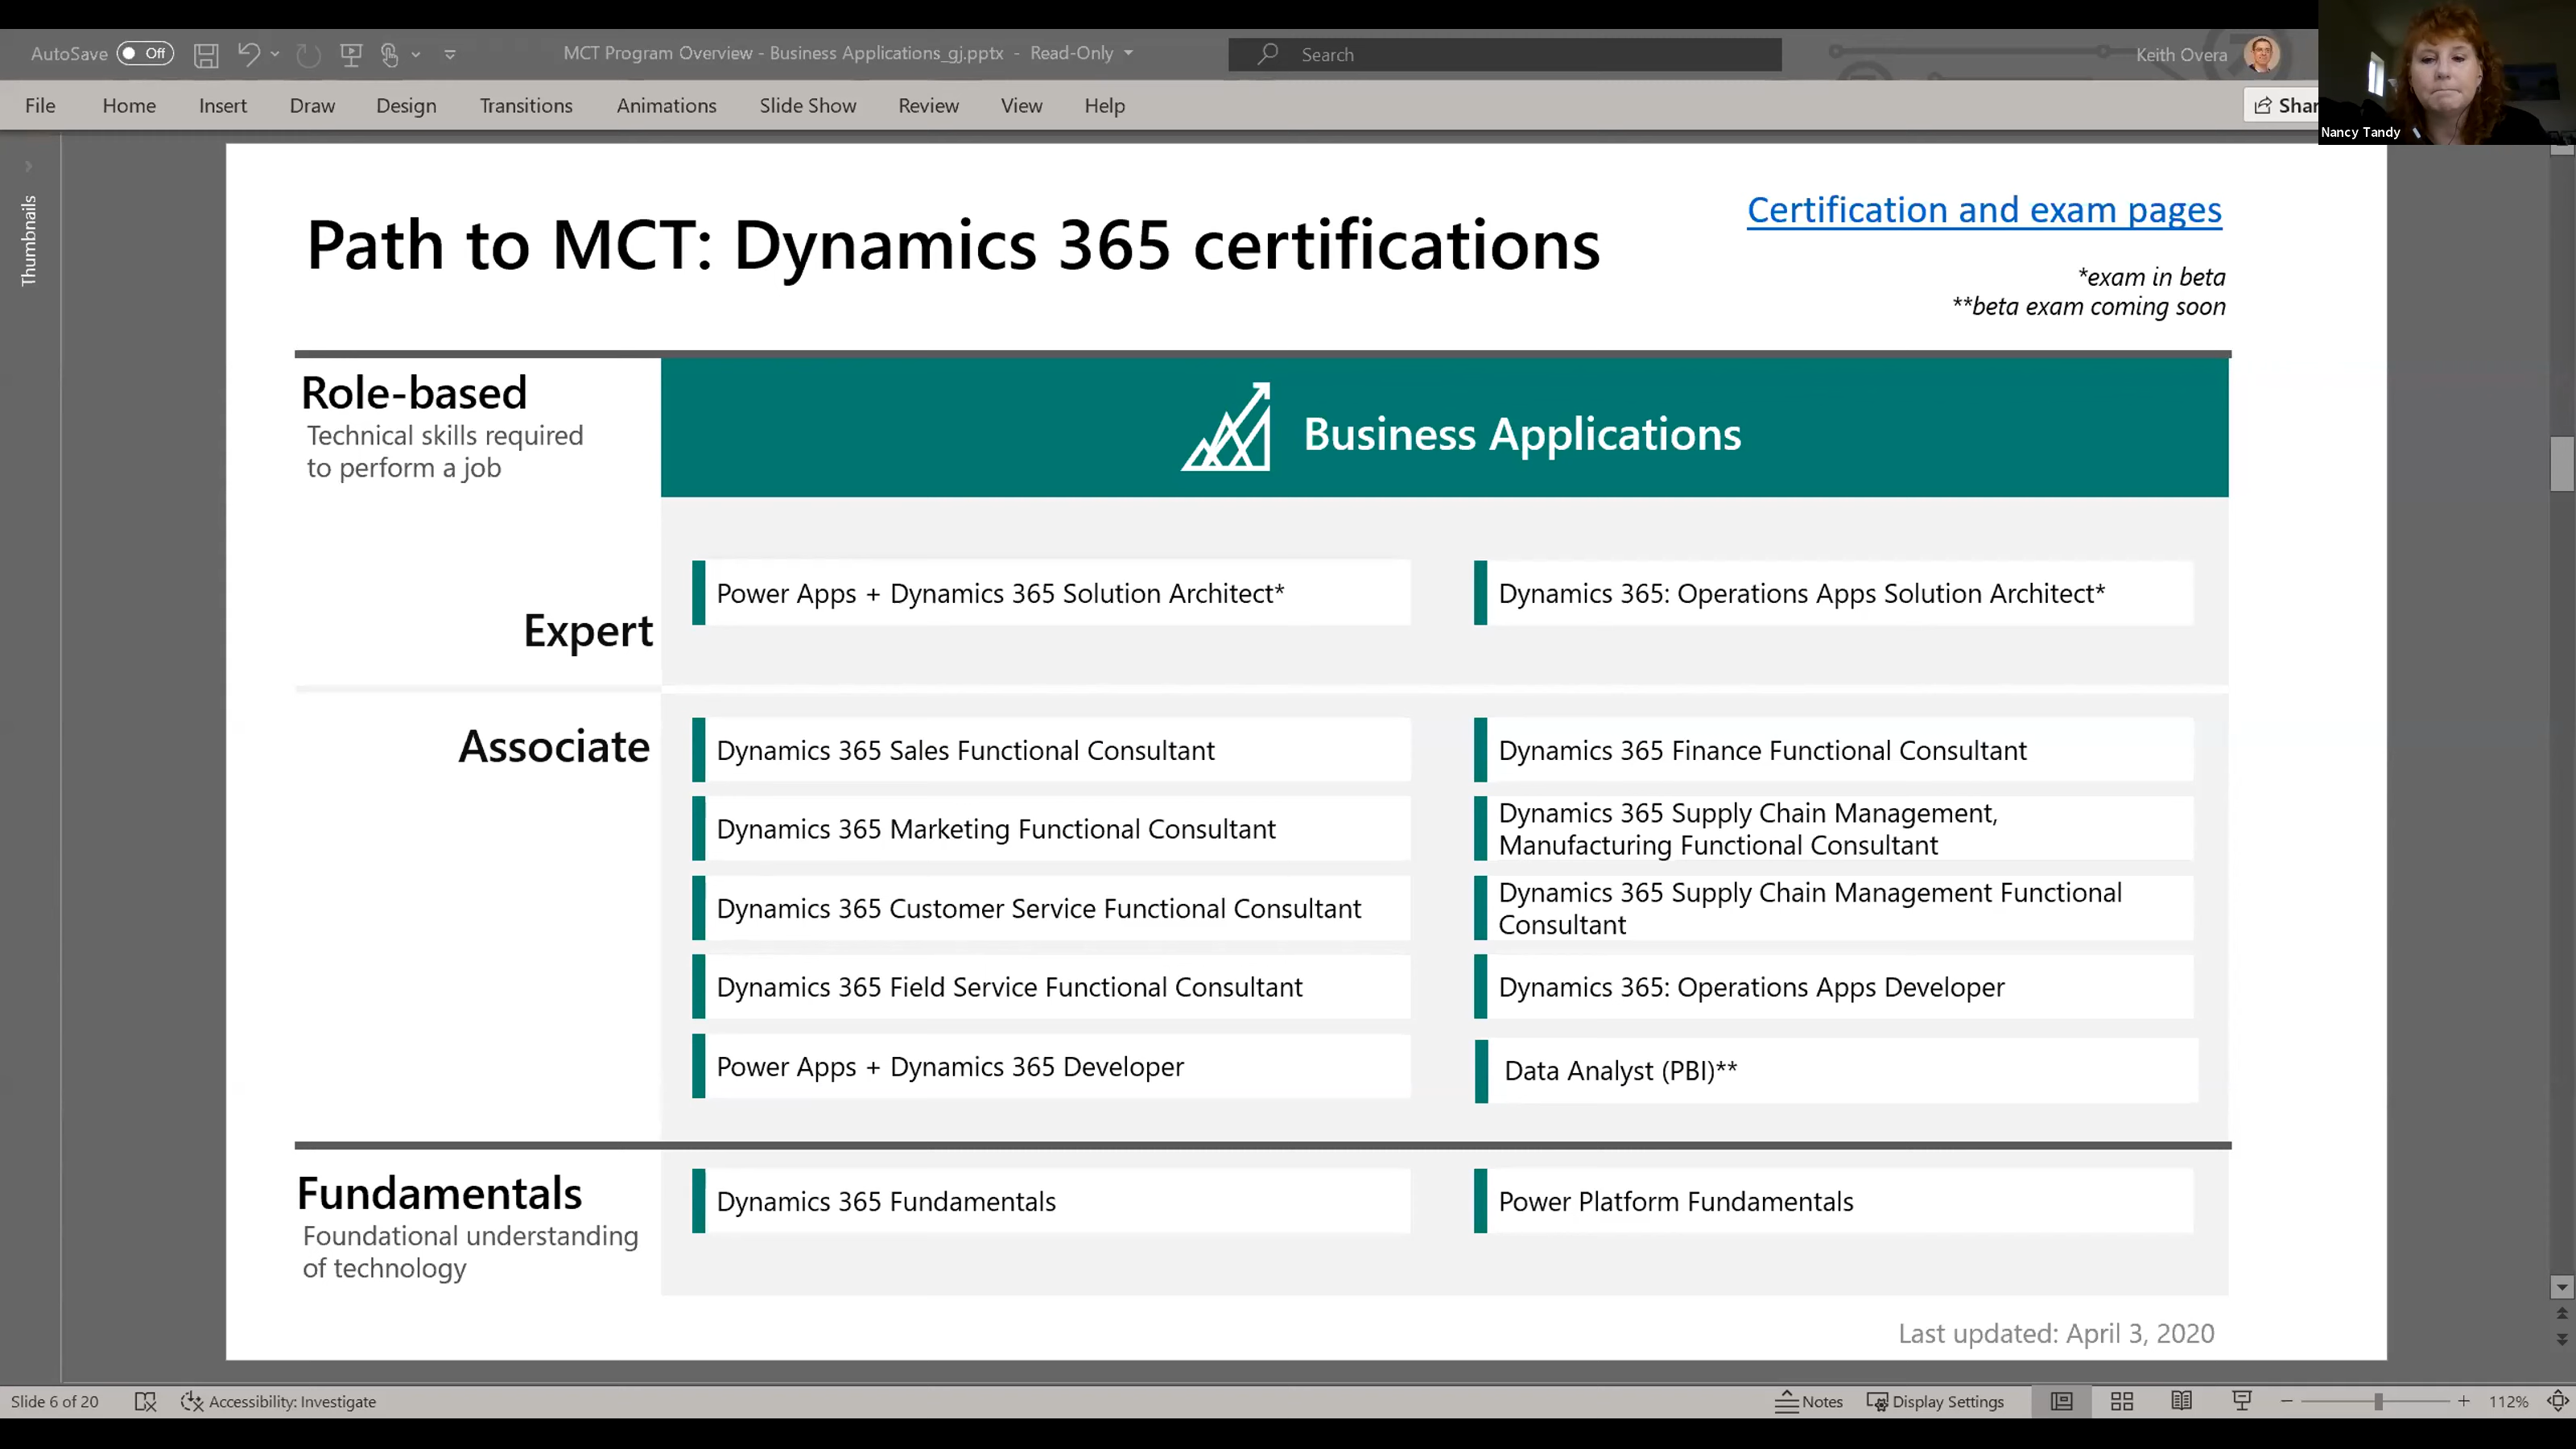 AutoSave Off
MCT Program Overview - Business Applications_gj.pptx - Read-Only
Search
Keith Overa
File Home Insert Draw Design Transitions Animations Slide Show Review View Help
Shar
Nancy Tandy
Thumbnails
Path to MCT: Dynamics 365 certifications
Certification and exam pages
*exam in beta
**beta exam coming soon
Role-based
Technical skills required
to perform a job
Business Applications
Expert
Power Apps + Dynamics 365 Solution Architect*
Dynamics 365: Operations Apps Solution Architect*
Associate
Dynamics 365 Sales Functional Consultant
Dynamics 365 Marketing Functional Consultant
Dynamics 365 Customer Service Functional Consultant
Dynamics 365 Field Service Functional Consultant
Power Apps + Dynamics 365 Developer
Dynamics 365 Finance Functional Consultant
Dynamics 365 Supply Chain Management,
Manufacturing Functional Consultant
Dynamics 365 Supply Chain Management Functional
Consultant
Dynamics 365: Operations Apps Developer
Data Analyst (PBI)**
Fundamentals
Foundational understanding
of technology
Dynamics 365 Fundamentals
Power Platform Fundamentals
Last updated: April 3, 2020
Slide 6 of 20
Accessibility: Investigate
Notes
Display Settings
112%